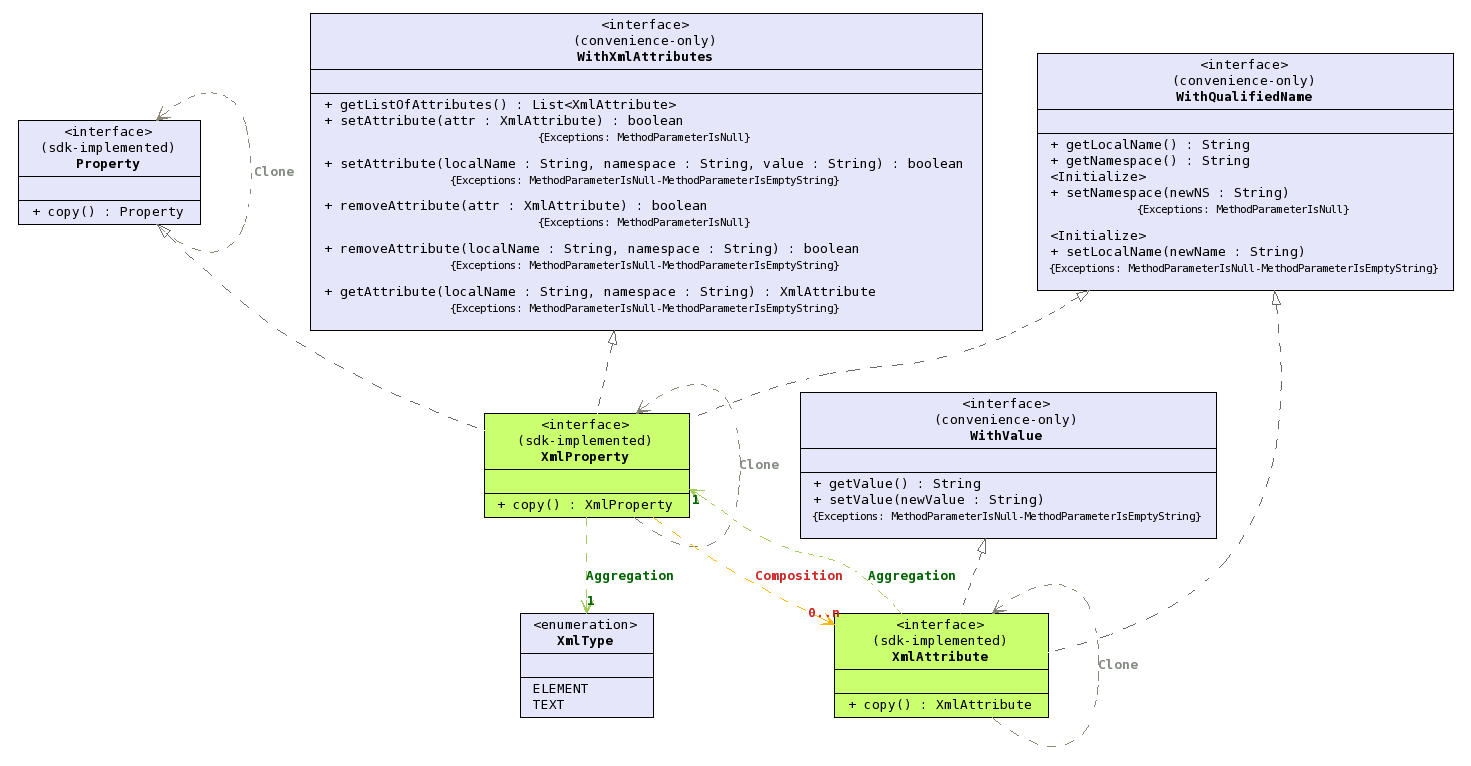 <interface>
(convenience-only)
WithXmlAttributes
+ getListOfAttributes() : List<XmlAttribute>
+ setAttribute(attr : XmlAttribute) : boolean
{Exceptions: MethodParameterIsNull}
+ setAttribute(localName : String, namespace : String, value : String) : boolean
{Exceptions: MethodParameterIsNull-MethodParameterIsEmptyString}
+ removeAttribute(attr : XmlAttribute) : boolean
{Exceptions: MethodParameterIsNull}
+ removeAttribute(localName : String, namespace : String) : boolean
{Exceptions: MethodParameterIsNull-MethodParameterIsEmptyString}
+ getAttribute(localName : String, namespace : String) : XmlAttribute
{Exceptions: MethodParameterIsNull-MethodParameterIsEmptyString}
<interface>
(convenience-only)
WithQualifiedName
+ getLocalName() : String
+ getNamespace() : String
<Initialize>
+ setNamespace(newNS : String)
{Exceptions: MethodParameterIsNull}
<Initialize>
+ setLocalName(newName : String)
{Exceptions: MethodParameterIsNull-MethodParameterIsEmptyString}
<interface>
(sdk-implemented)
Property
+ copy() : Property
Clone
<interface>
(sdk-implemented)
XmlProperty
+ copy() : XmlProperty
Clone
1
<interface>
(convenience-only)
WithValue
+ getValue() : String
+ setValue(newValue : String)
{Exceptions: MethodParameterIsNull-MethodParameterIsEmptyString}
Aggregation
1
Composition
0..n
Aggregation
<enumeration>
XmlType
ELEMENT
TEXT
<interface>
(sdk-implemented)
XmlAttribute
+ copy() : XmlAttribute
Clone